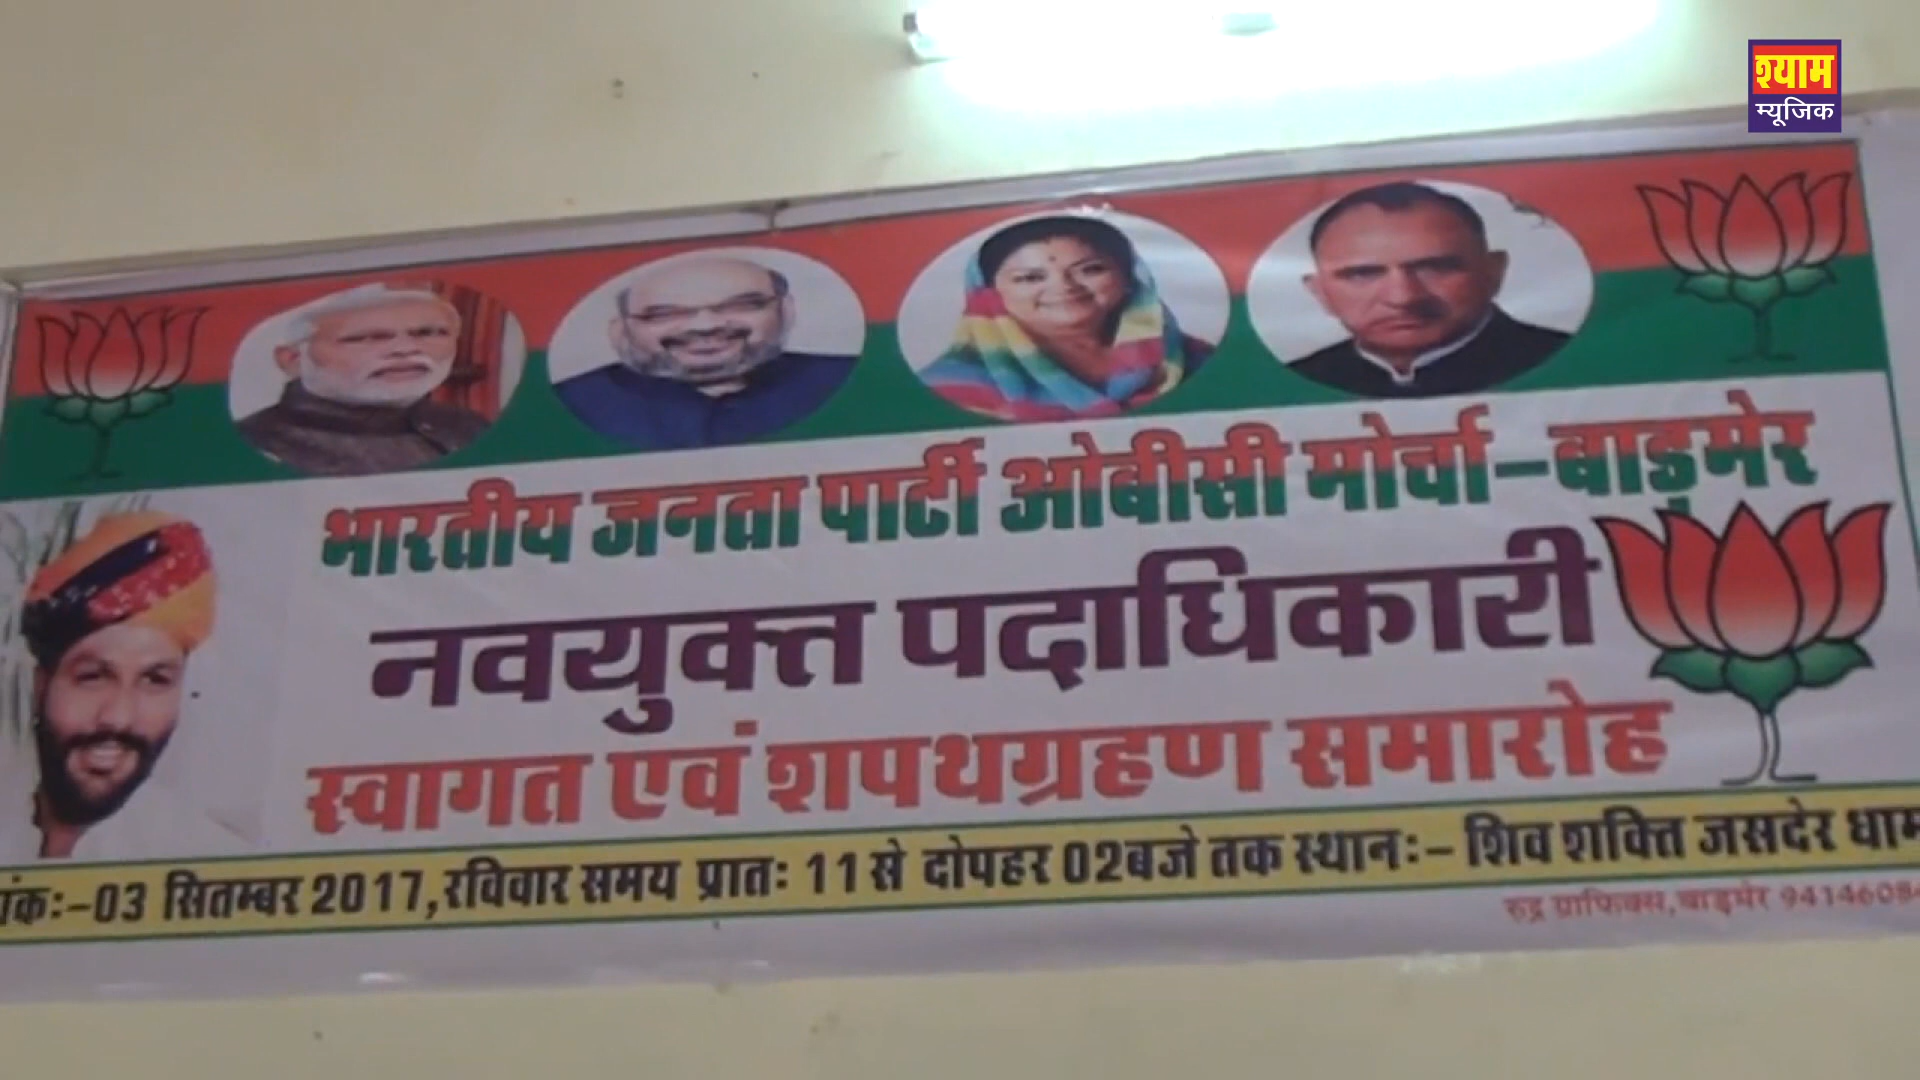 श्याम
म्यूजिक
भारतीय जनता पार्टी ओबीसी मोर्चा-बाड़मेर
नवयुक्त पदाधिकारी
स्वागत एवं शपथग्रहण समारोह
03 सितम्बर 2017, रविवार समय प्रातः 11 से दोपहर 02बजे तक स्थानः- शिव शक्ति जसदेर धाम
रुद्र ग्राफिक्स, बाड़मेर